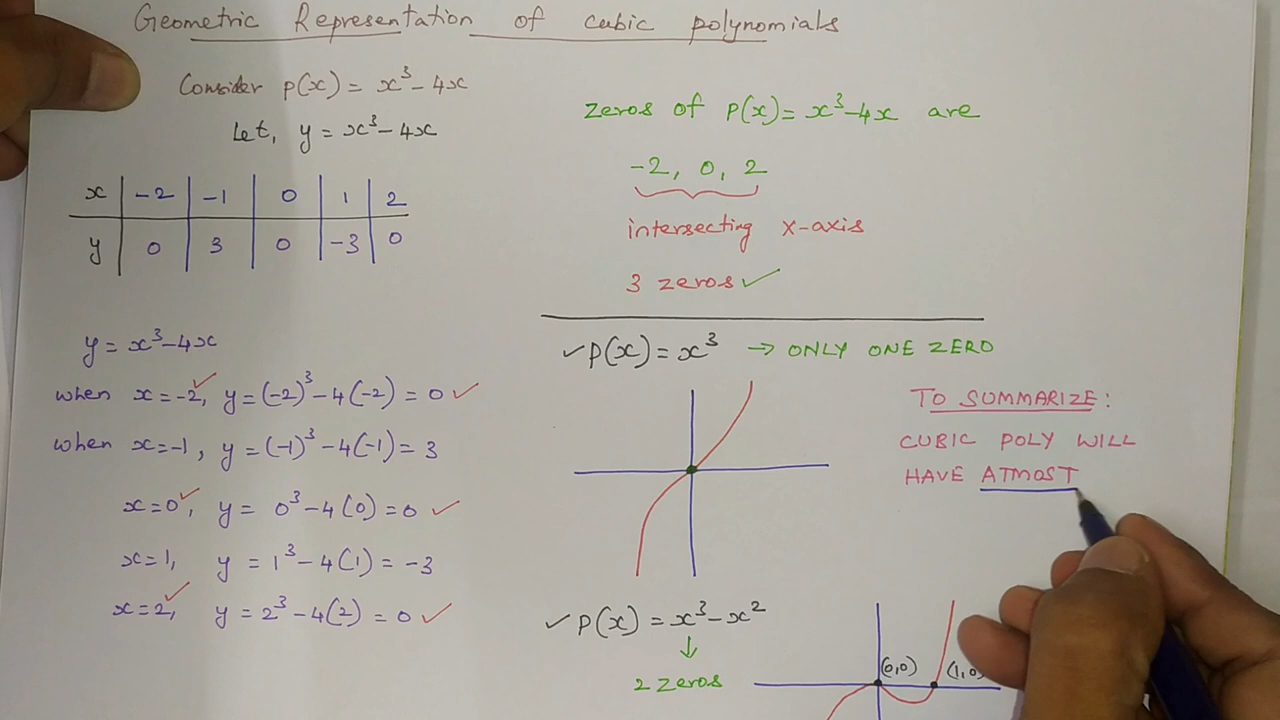 Geometric Representation of cubic polynomials
Consider p(x) = x³ - 4x
Let, y = x³ - 4x
x | -2 | -1 | 0 | 1 | 2
y | 0 | 3 | 0 | -3 | 0
y = x³ - 4x
when x = -2, y = (-2)³ - 4(-2) = 0 ✓
when x = -1, y = (-1)³ - 4(-1) = 3
x = 0, y = 0³ - 4(0) = 0 ✓
x = 1, y = 1³ - 4(1) = -3
x = 2, y = 2³ - 4(2) = 0 ✓
Zeros of p(x) = x³ - 4x are
-2, 0, 2
intersecting x-axis
3 zeros ✓
✓ p(x) = x³ → ONLY ONE ZERO
✓ p(x) = x³ - x²
↓
2 zeros
(0,0) (1,0)
TO SUMMARIZE:
CUBIC POLY WILL
HAVE ATMOST